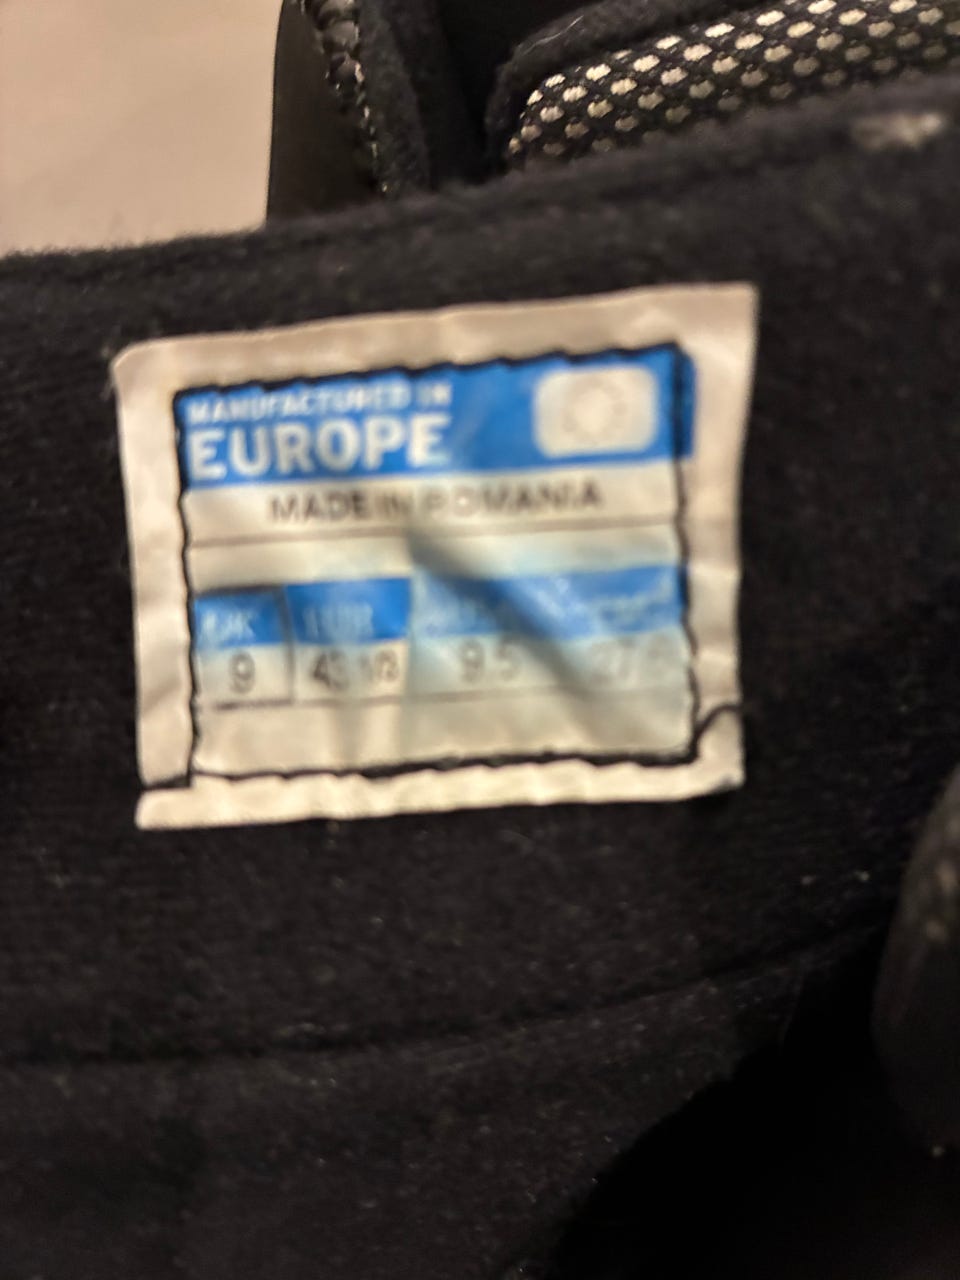 MANUFACTURED IN
EUROPE
MADE IN ROMANIA
UK EUR
9 43 1/3 9.5